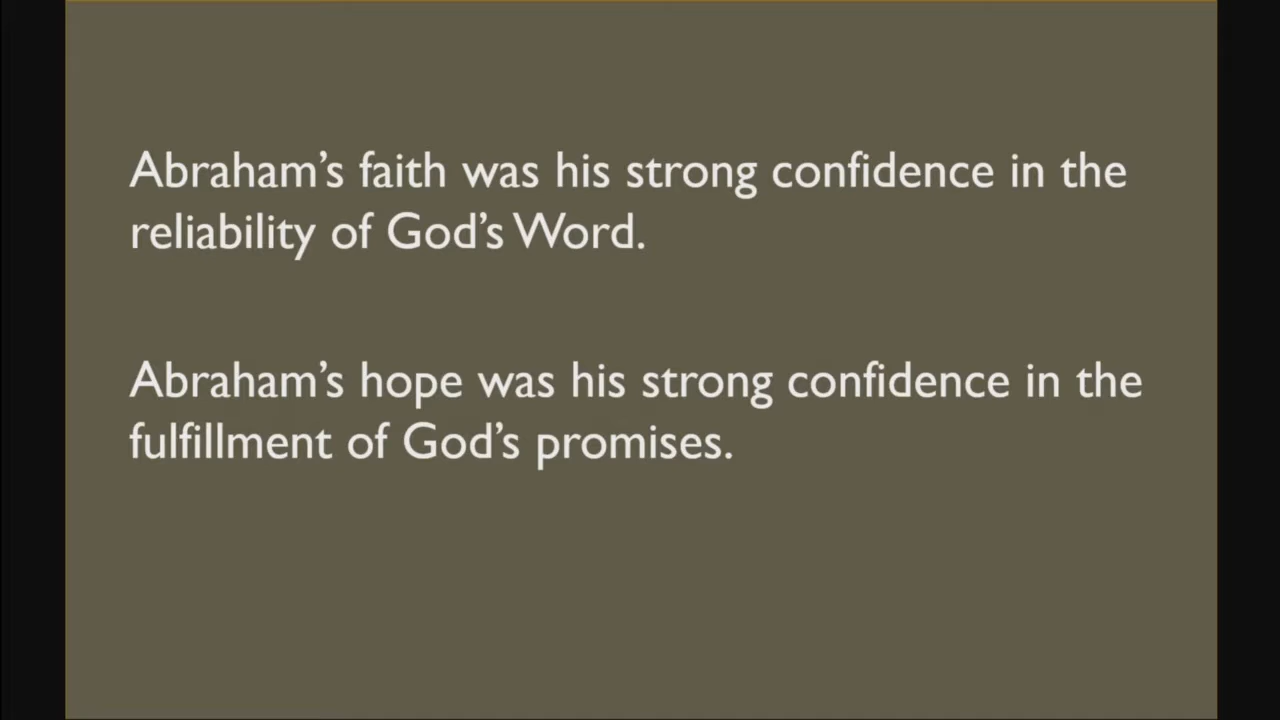 Abraham’s faith was his strong confidence in the
reliability of God’s Word.
Abraham’s hope was his strong confidence in the
fulfillment of God’s promises.